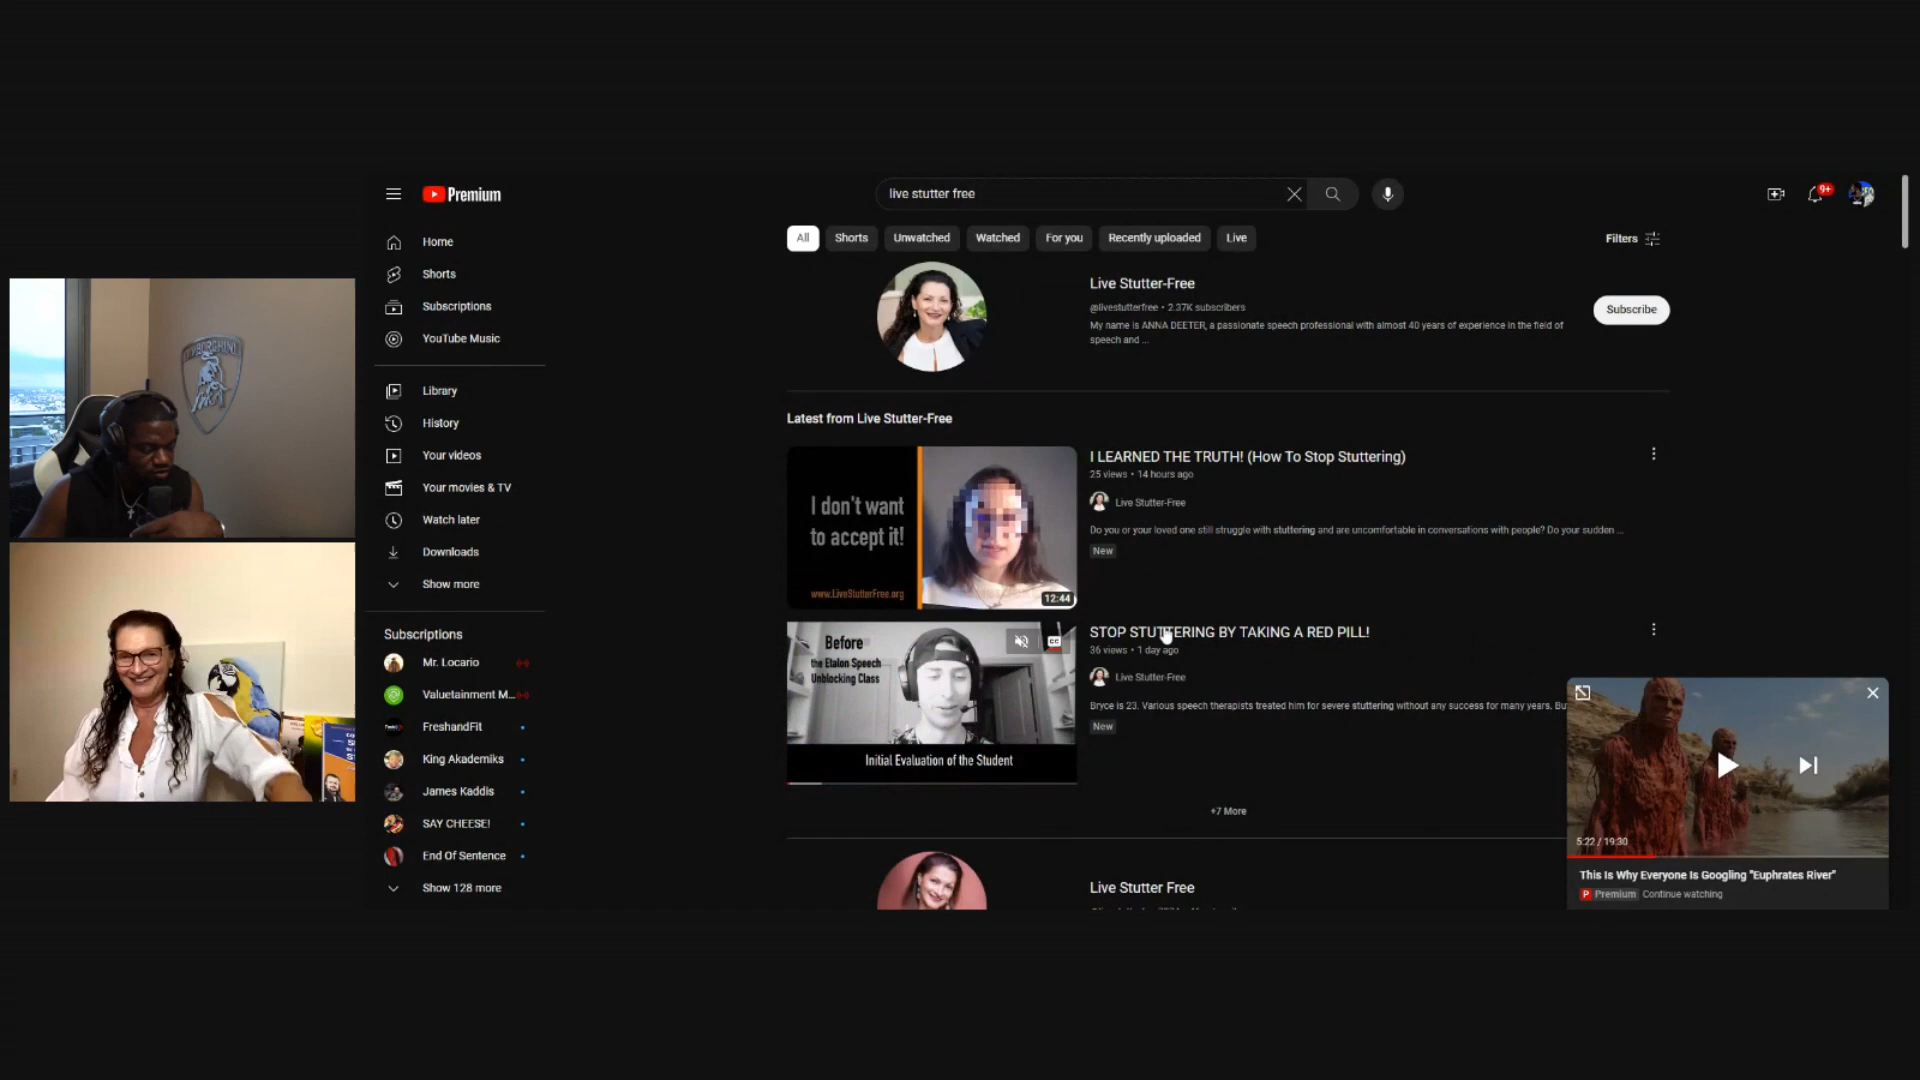 Premium
live stutter free
9+
Home
Shorts
Subscriptions
YouTube Music
Library
History
Your videos
Your movies & TV
Watch later
Downloads
Show more
Subscriptions
Mr. Locario
Valuetainment M...
FreshandFit
King Akademiks
James Kaddis
SAY CHEESE!
End Of Sentence
Show 128 more
All
Shorts
Unwatched
Watched
For you
Recently uploaded
Live
Filters
Live Stutter-Free
@livestutterfree • 2.37K subscribers
My name is ANNA DEETER, a passionate speech professional with almost 40 years of experience in the field of
speech and ...
Subscribe
Latest from Live Stutter-Free
I don't want
to accept it!
www.LiveStutterFree.org
12:44
I LEARNED THE TRUTH! (How To Stop Stuttering)
25 views • 14 hours ago
Live Stutter-Free
Do you or your loved one still struggle with stuttering and are uncomfortable in conversations with people? Do your sudden ...
New
Before
the Etalon Speech
Unblocking Class
CC
Initial Evaluation of the Student
STOP STUTTERING BY TAKING A RED PILL!
36 views • 1 day ago
Live Stutter-Free
Bryce is 23. Various speech therapists treated him for severe stuttering without any success for many years. Bu
New
+7 More
Live Stutter Free
5:22 / 19:30
This Is Why Everyone Is Googling "Euphrates River"
P Premium Continue watching